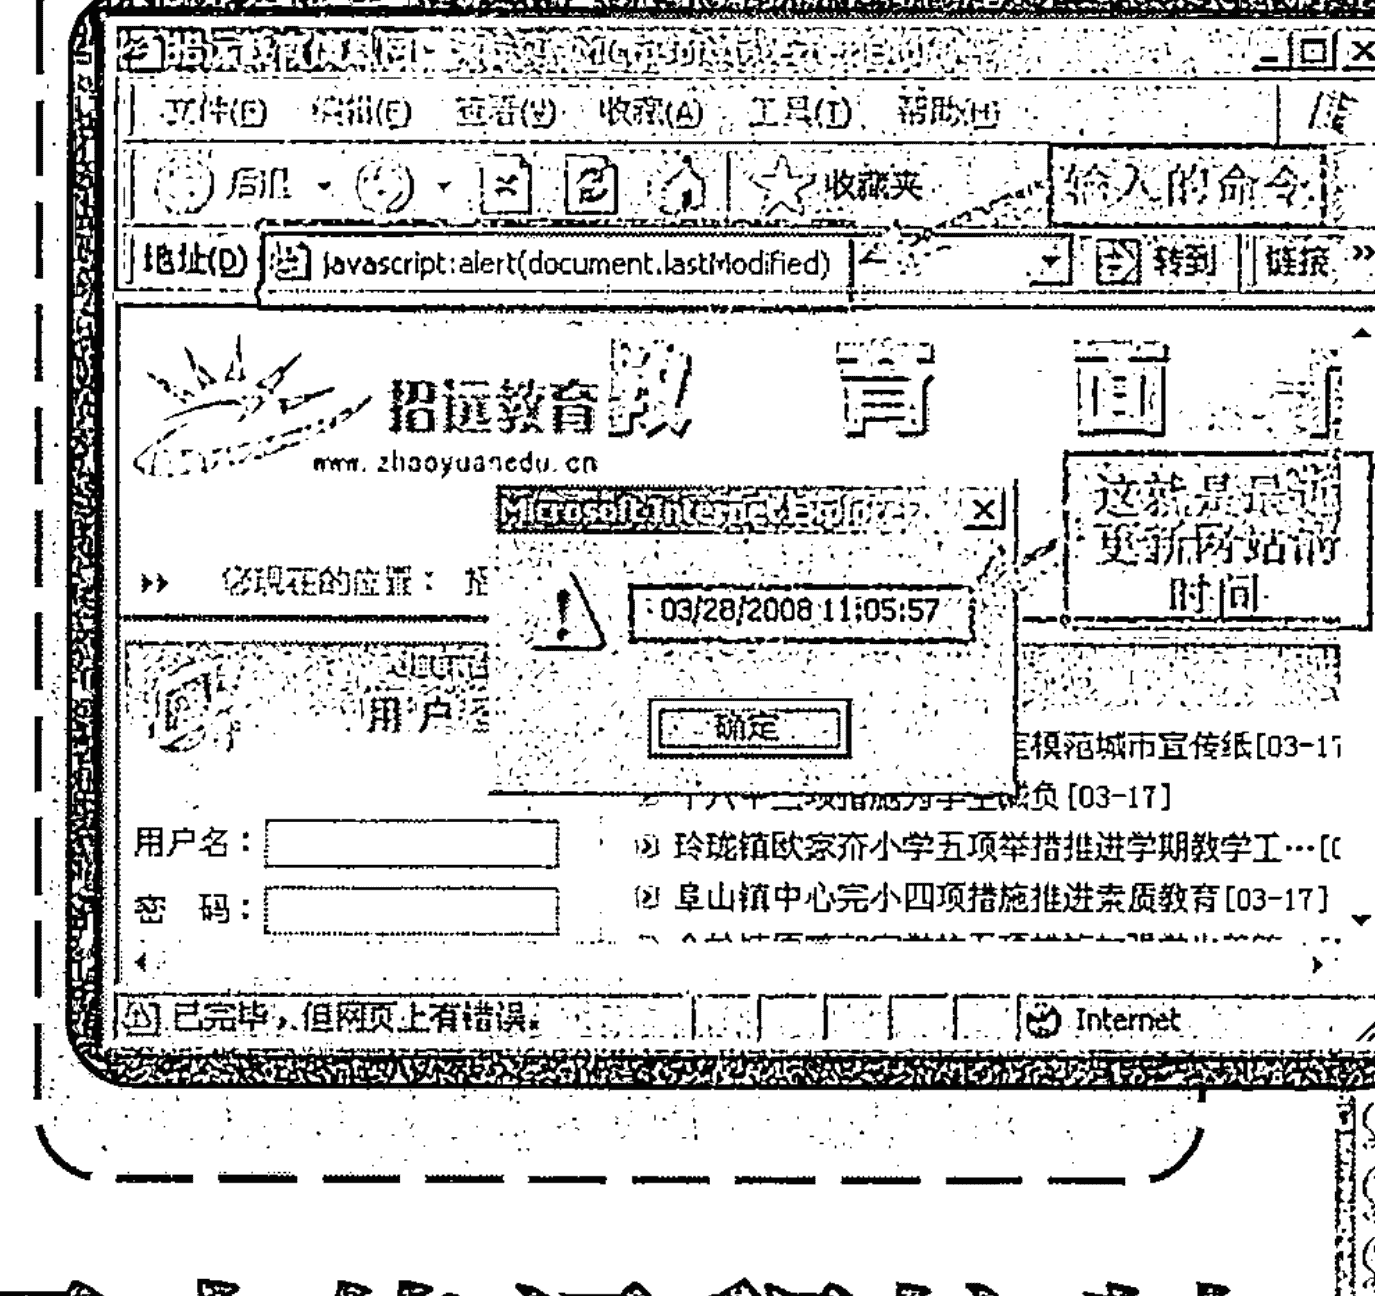 文件(F) 编辑(E) 查看(V) 收藏(A) 工具(T) 帮助(H)
后退 收藏夹
输入的命令
地址(D) javascript:alert(document.lastModified) 转到 链接 »
招远教育
教 育
www.zhaoyuanedu.cn
Microsoft Internet Explorer
这就是最近
更新网站的
时间
您现在的位置： 招
03/28/2008 11:05:57
用 户
确定
模范城市宣传纸[03-17
减负[03-17]
用户名：
玲珑镇欧家夼小学五项举措推进学期教学工…[0
密 码：
阜山镇中心完小四项措施推进素质教育[03-17]
已完毕，但网页上有错误。
Internet